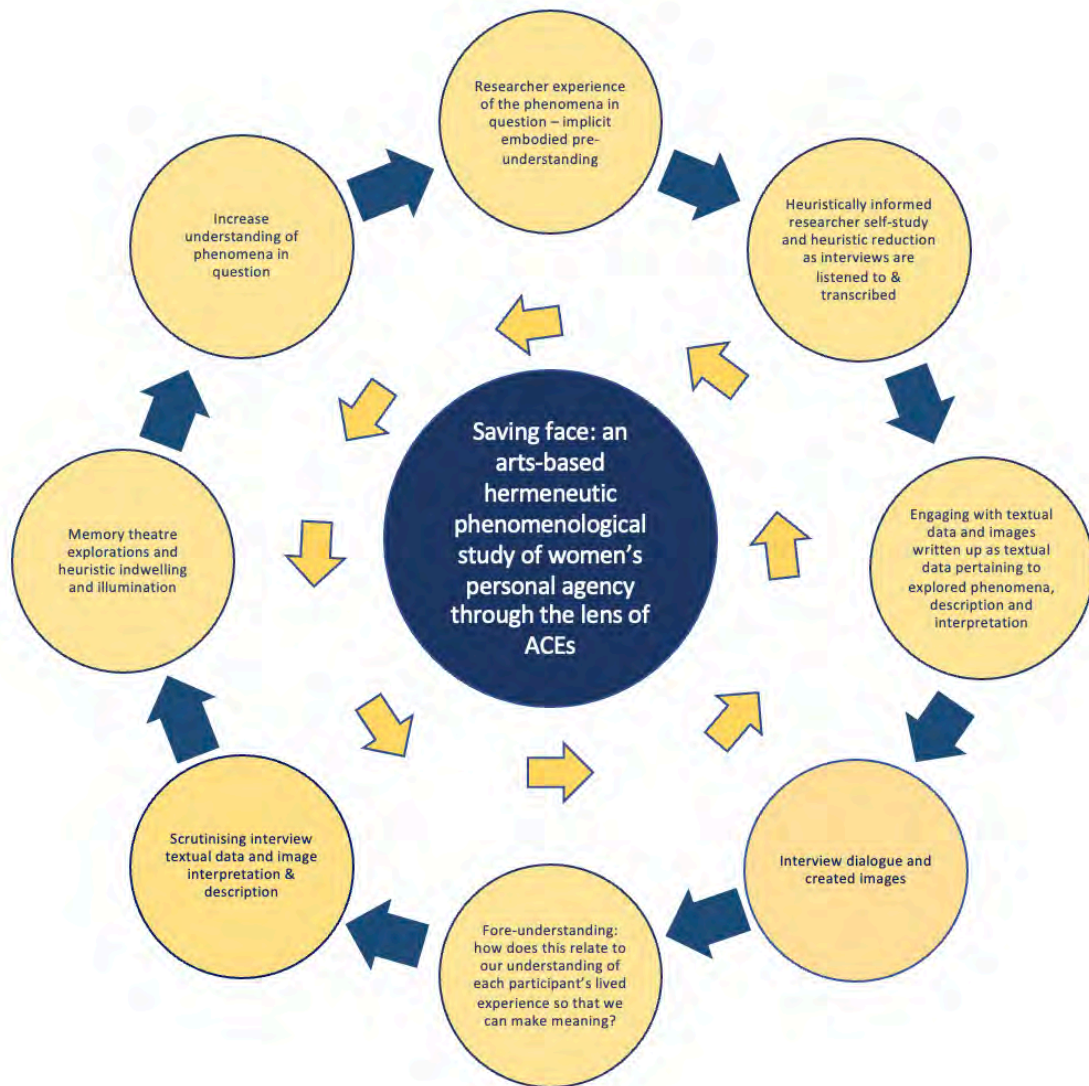 Researcher experience
of the phenomena in
question – implicit
embodied pre-
understanding
Heuristically informed
researcher self-study
and heuristic reduction
as interviews are
listened to &
transcribed
Engaging with textual
data and images
written up as textual
data pertaining to
explored phenomena,
description and
interpretation
Interview dialogue and
created images
Fore-understanding:
how does this relate to
our understanding of
each participant's lived
experience so that we
can make meaning?
Scrutinising interview
textual data and image
interpretation &
description
Memory theatre
explorations and
heuristic indwelling
and illumination
Increase
understanding of
phenomena in
question
Saving face: an
arts-based
hermeneutic
phenomenological
study of women's
personal agency
through the lens of
ACEs